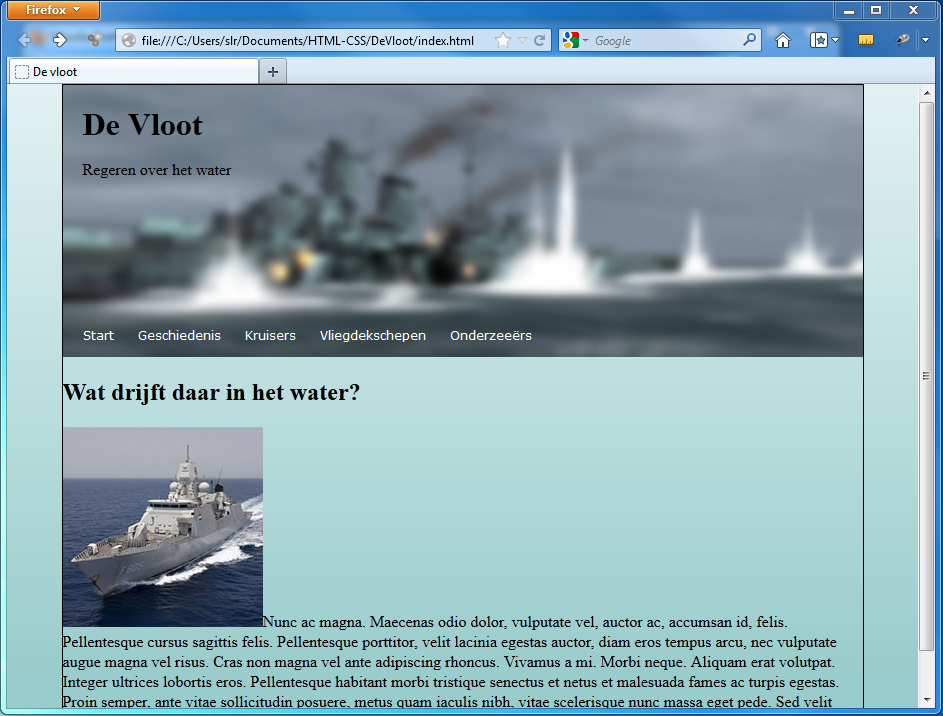 Firefox
file:///C:/Users/slr/Documents/HTML-CSS/DeVloot/index.html
Google
De vloot
De Vloot
Regeren over het water
Start Geschiedenis Kruisers Vliegdekschepen Onderzeeërs
Wat drijft daar in het water?
Nunc ac magna. Maecenas odio dolor, vulputate vel, auctor ac, accumsan id, felis.
Pellentesque cursus sagittis felis. Pellentesque porttitor, velit lacinia egestas auctor, diam eros tempus arcu, nec vulputate
augue magna vel risus. Cras non magna vel ante adipiscing rhoncus. Vivamus a mi. Morbi neque. Aliquam erat volutpat.
Integer ultrices lobortis eros. Pellentesque habitant morbi tristique senectus et netus et malesuada fames ac turpis egestas.
Proin semper, ante vitae sollicitudin posuere, metus quam iaculis nibh, vitae scelerisque nunc massa eget pede. Sed velit